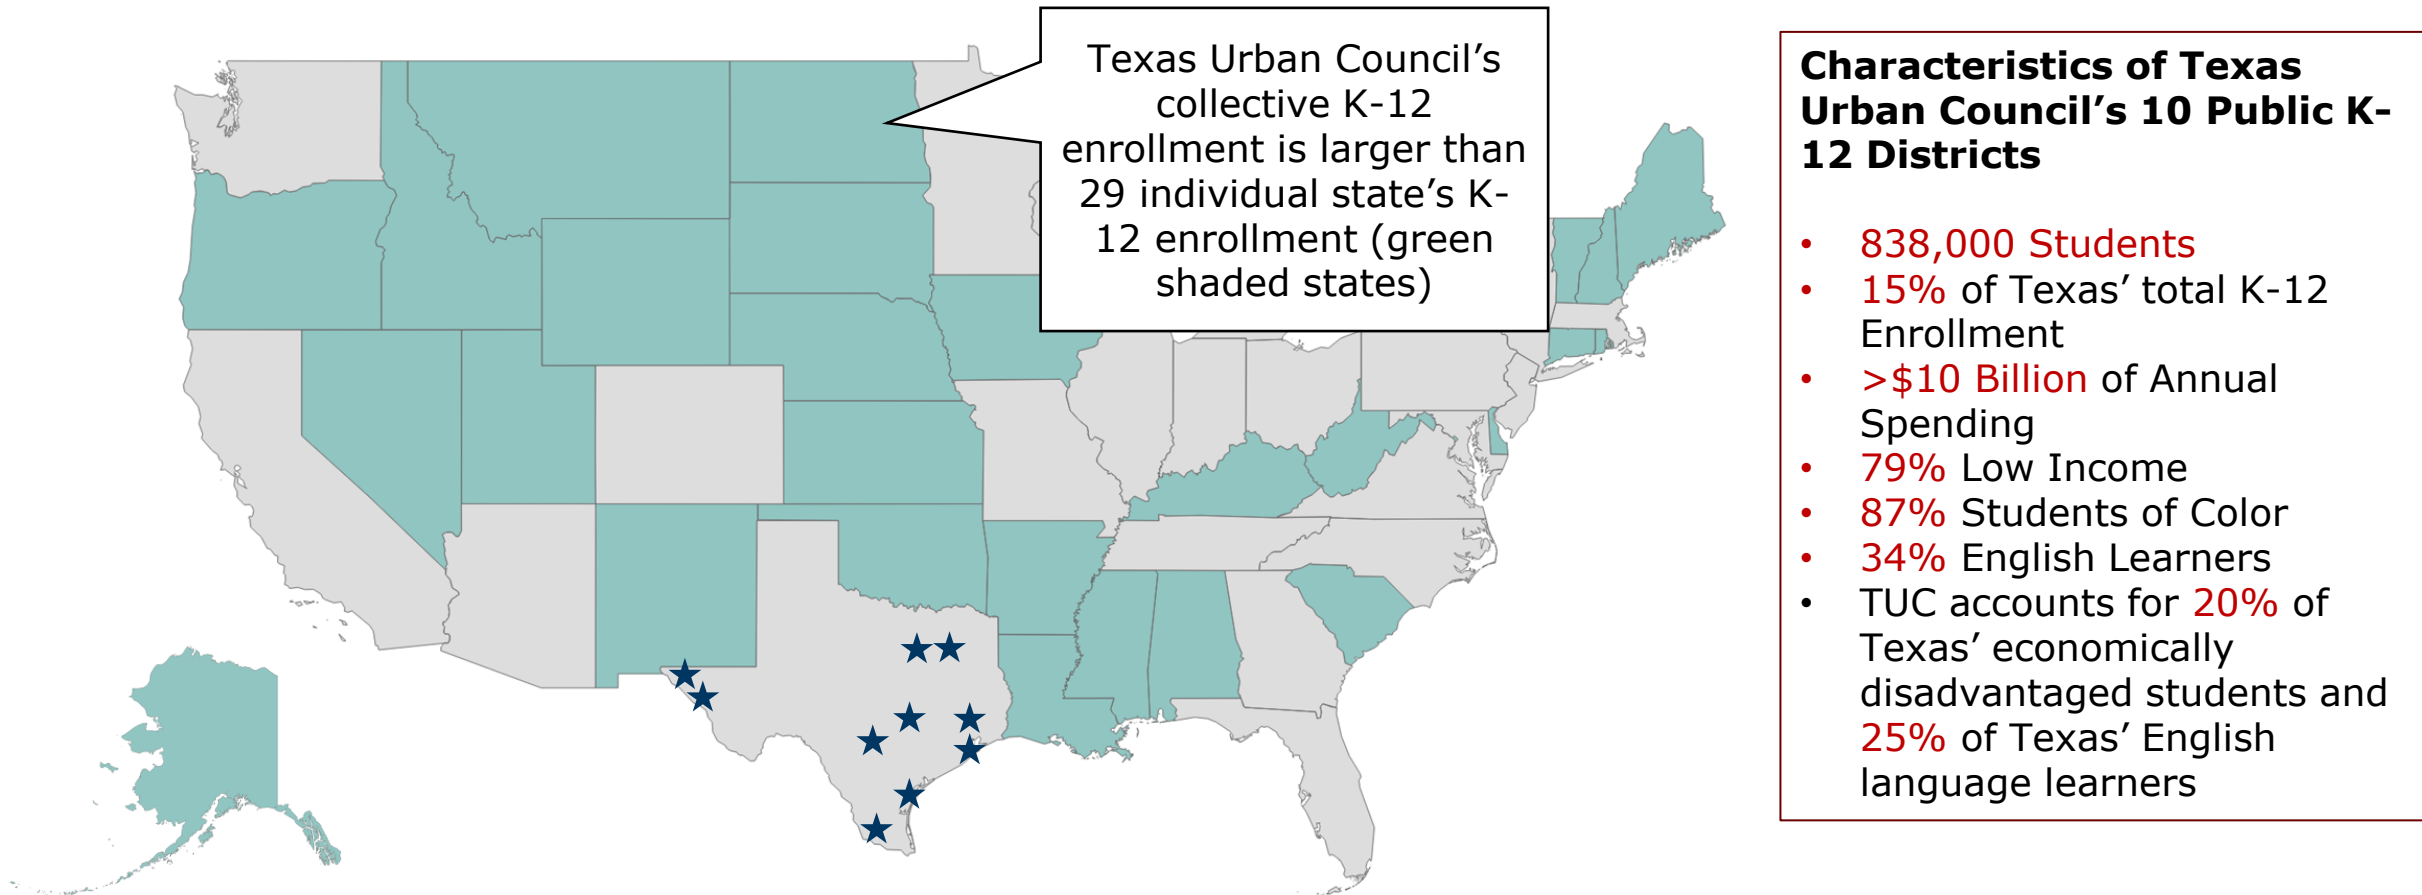 Texas Urban Council’s
collective K-12
enrollment is larger than
29 individual state’s K-
12 enrollment (green
shaded states)
Characteristics of Texas
Urban Council’s 10 Public K-
12 Districts
• 838,000 Students
• 15% of Texas’ total K-12
Enrollment
• >$10 Billion of Annual
Spending
• 79% Low Income
• 87% Students of Color
• 34% English Learners
• TUC accounts for 20% of
Texas’ economically
disadvantaged students and
25% of Texas’ English
language learners